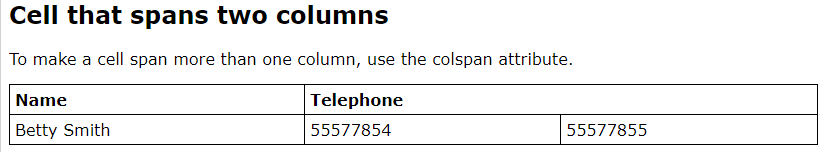 Cell that spans two columns
To make a cell span more than one column, use the colspan attribute.
Name Telephone
Betty Smith 55577854 55577855